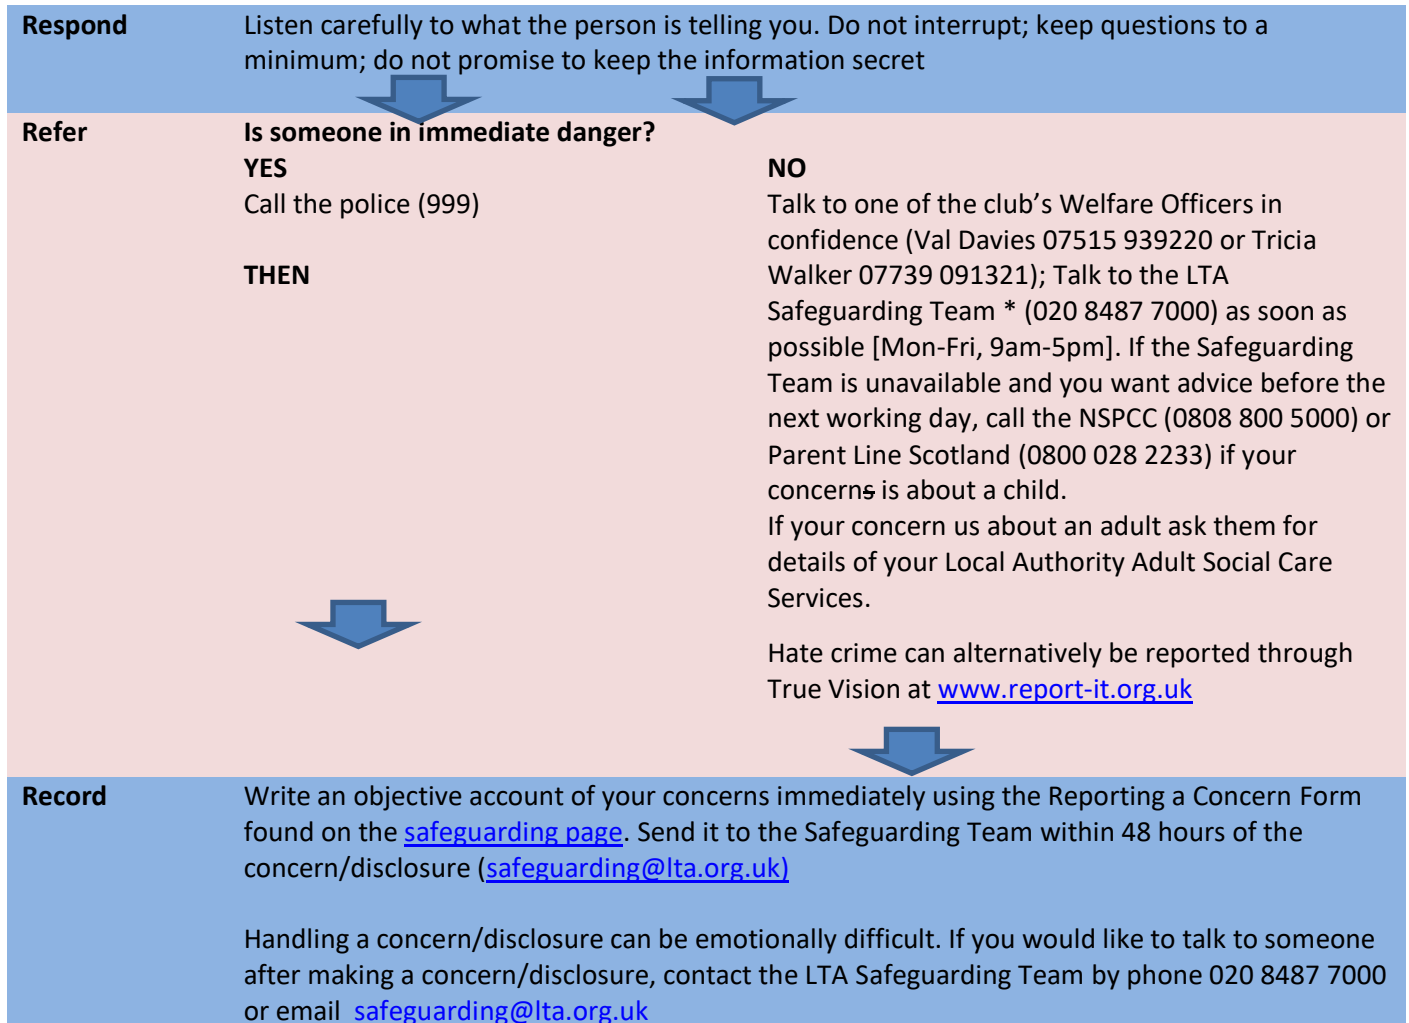 Respond
Listen carefully to what the person is telling you. Do not interrupt; keep questions to a
minimum; do not promise to keep the information secret
Refer
Is someone in immediate danger?
YES
Call the police (999)
THEN
NO
Talk to one of the club’s Welfare Officers in
confidence (Val Davies 07515 939220 or Tricia
Walker 07739 091321); Talk to the LTA
Safeguarding Team * (020 8487 7000) as soon as
possible [Mon-Fri, 9am-5pm]. If the Safeguarding
Team is unavailable and you want advice before the
next working day, call the NSPCC (0808 800 5000) or
Parent Line Scotland (0800 028 2233) if your
concerns is about a child.
If your concern us about an adult ask them for
details of your Local Authority Adult Social Care
Services.
Hate crime can alternatively be reported through
True Vision at www.report-it.org.uk
Record
Write an objective account of your concerns immediately using the Reporting a Concern Form
found on the safeguarding page. Send it to the Safeguarding Team within 48 hours of the
concern/disclosure (safeguarding@lta.org.uk)
Handling a concern/disclosure can be emotionally difficult. If you would like to talk to someone
after making a concern/disclosure, contact the LTA Safeguarding Team by phone 020 8487 7000
or email safeguarding@lta.org.uk